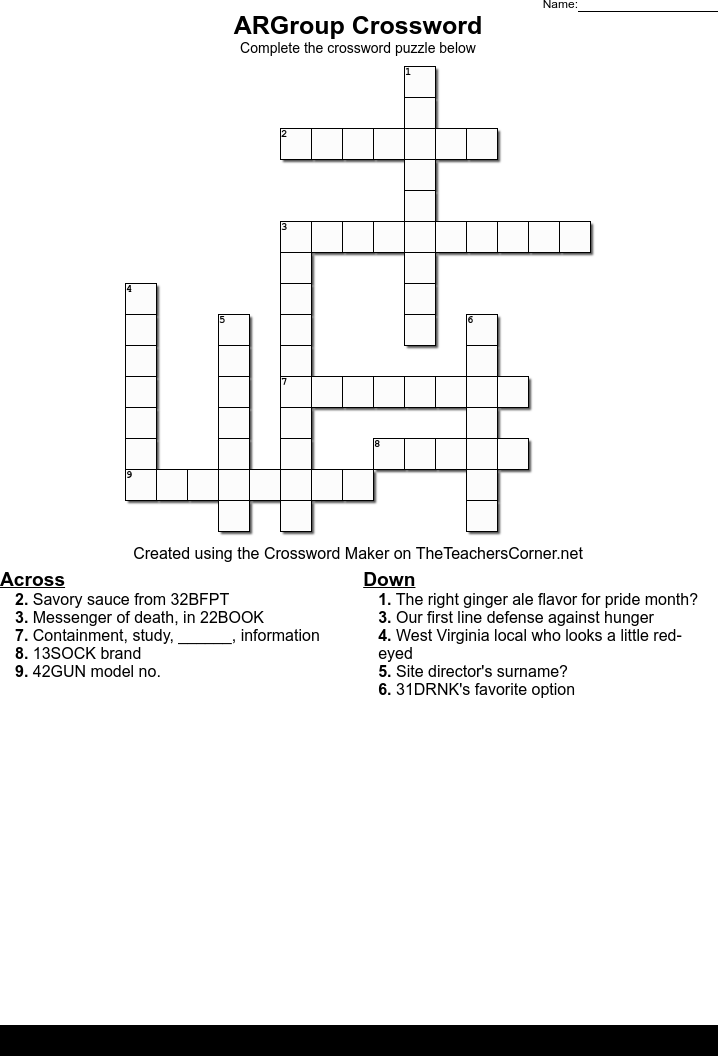 Name:
ARGroup Crossword
Complete the crossword puzzle below
1
2
3
4
5
6
7
8
9
Created using the Crossword Maker on TheTeachersCorner.net
Across
2. Savory sauce from 32BFPT
3. Messenger of death, in 22BOOK
7. Containment, study, ______, information
8. 13SOCK brand
9. 42GUN model no.
Down
1. The right ginger ale flavor for pride month?
3. Our first line defense against hunger
4. West Virginia local who looks a little red-
eyed
5. Site director's surname?
6. 31DRNK's favorite option